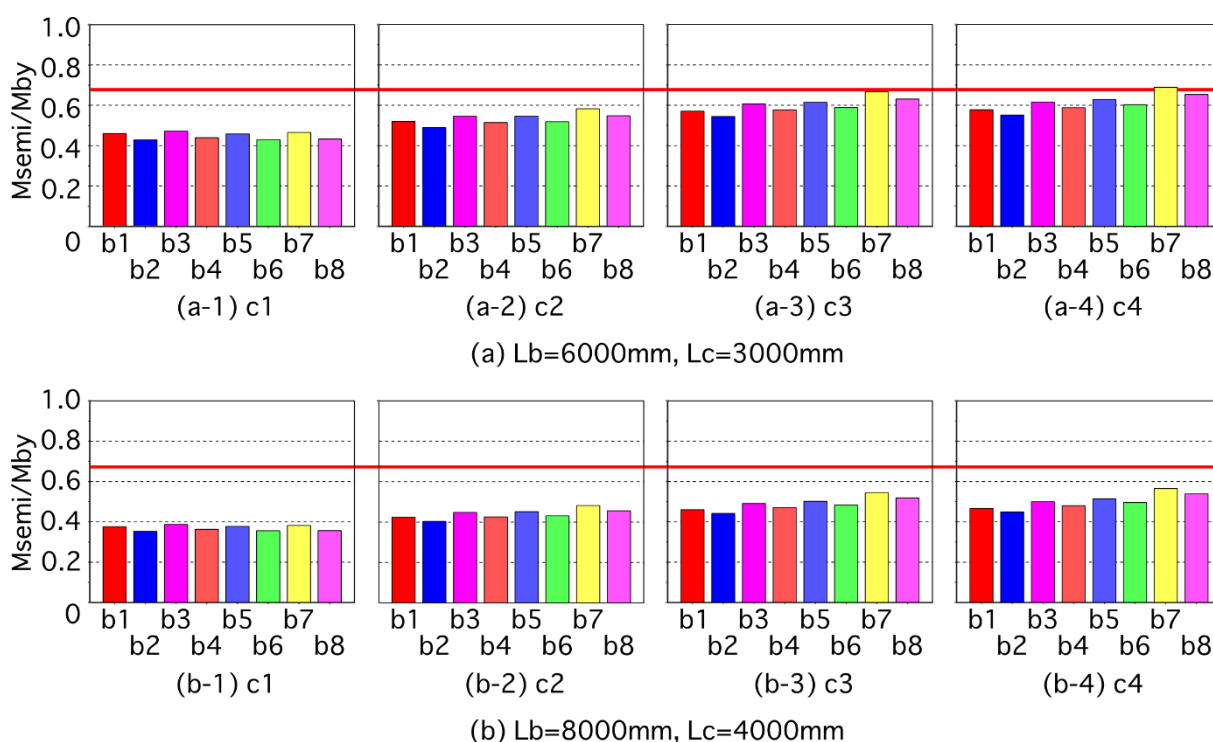 Msemi/Mby
1.0
0.8
0.6
0.4
0.2
0
b1 b3 b5 b7 b1 b3 b5 b7 b1 b3 b5 b7 b1 b3 b5 b7
b2 b4 b6 b8 b2 b4 b6 b8 b2 b4 b6 b8 b2 b4 b6 b8
(a-1) c1 (a-2) c2 (a-3) c3 (a-4) c4
(a) Lb=6000mm, Lc=3000mm
Msemi/Mby
1.0
0.8
0.6
0.4
0.2
0
b1 b3 b5 b7 b1 b3 b5 b7 b1 b3 b5 b7 b1 b3 b5 b7
b2 b4 b6 b8 b2 b4 b6 b8 b2 b4 b6 b8 b2 b4 b6 b8
(b-1) c1 (b-2) c2 (b-3) c3 (b-4) c4
(b) Lb=8000mm, Lc=4000mm